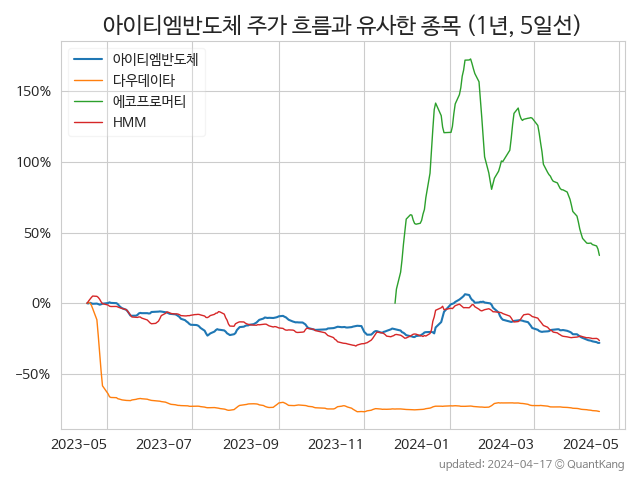 아이티엠반도체 주가 흐름과 유사한 종목 (1년, 5일선)
아이티엠반도체
다우데이타
에코프로머티
HMM
150%
100%
50%
0%
−50%
2023-05 2023-07 2023-09 2023-11 2024-01 2024-03 2024-05
updated: 2024-04-17 © QuantKang